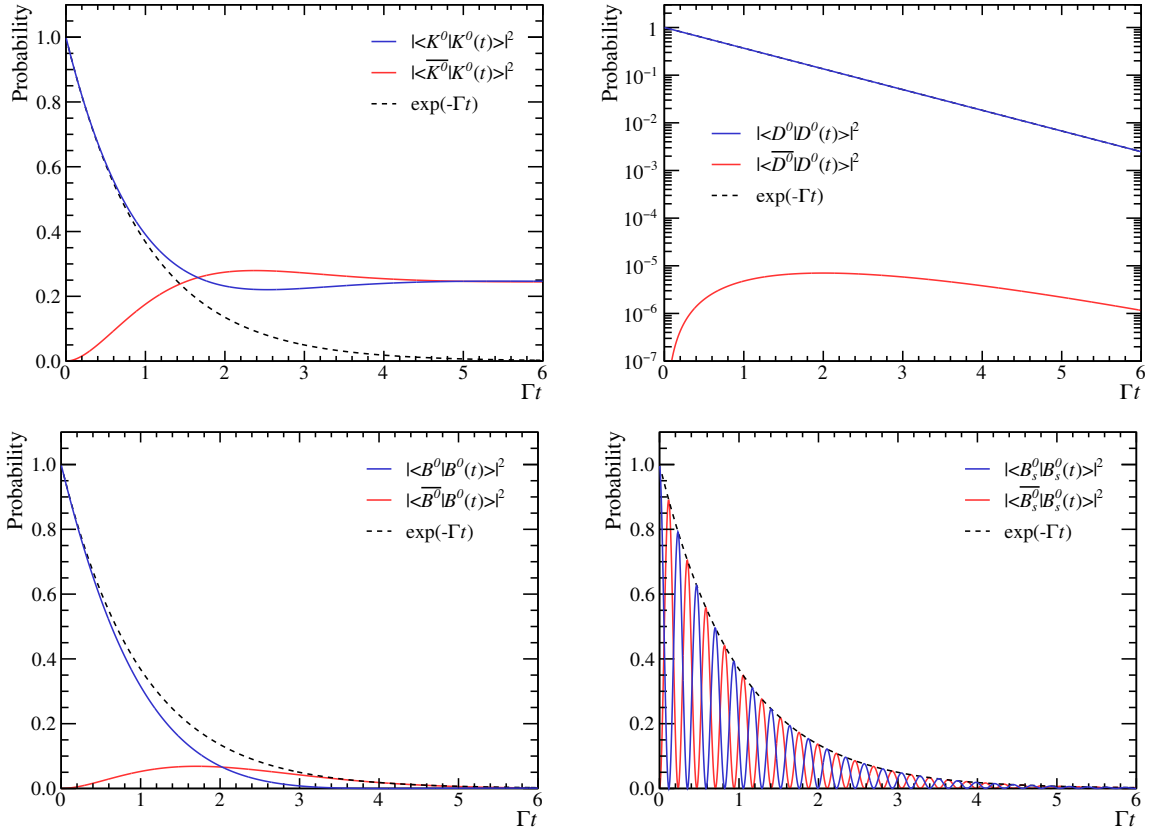 Probability
1.0
0.8
0.6
0.4
0.2
0.0
|<K⁰|K⁰(t)>|²
|<K̅⁰|K⁰(t)>|²
exp(-Γt)
0 1 2 3 4 5 6
Γt
Probability
1
10⁻¹
10⁻²
10⁻³
10⁻⁴
10⁻⁵
10⁻⁶
10⁻⁷
|<D⁰|D⁰(t)>|²
|<D̅⁰|D⁰(t)>|²
exp(-Γt)
0 1 2 3 4 5 6
Γt
Probability
1.0
0.8
0.6
0.4
0.2
0.0
|<B⁰|B⁰(t)>|²
|<B̅⁰|B⁰(t)>|²
exp(-Γt)
0 1 2 3 4 5 6
Γt
Probability
1.0
0.8
0.6
0.4
0.2
0.0
|<B⁰ₛ|B⁰ₛ(t)>|²
|<B̅⁰ₛ|B⁰ₛ(t)>|²
exp(-Γt)
0 1 2 3 4 5 6
Γt